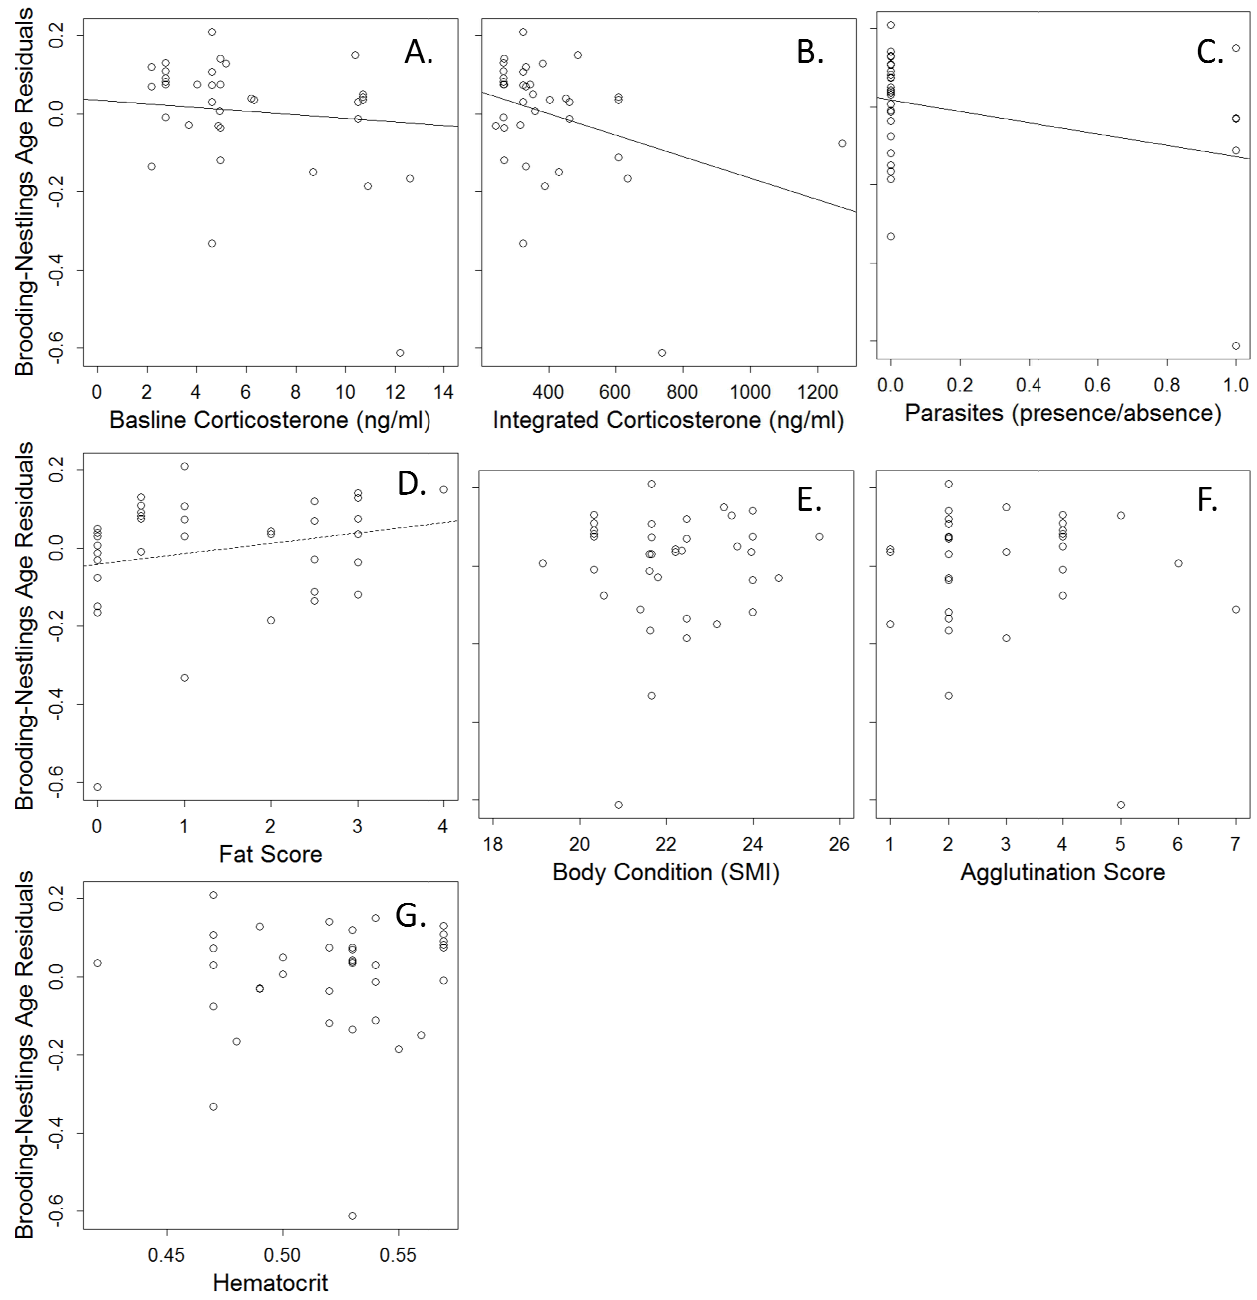 Brooding-Nestlings Age Residuals
0.2
0.0
-0.2
-0.4
-0.6
A.
0 2 4 6 8 10 12 14
Basline Corticosterone (ng/ml)
B.
400 600 800 1000 1200
Integrated Corticosterone (ng/ml)
C.
0.0 0.2 0.4 0.6 0.8 1.0
Parasites (presence/absence)
Brooding-Nestlings Age Residuals
0.2
0.0
-0.2
-0.4
-0.6
D.
0 1 2 3 4
Fat Score
E.
18 20 22 24 26
Body Condition (SMI)
F.
1 2 3 4 5 6 7
Agglutination Score
Brooding-Nestlings Age Residuals
0.2
0.0
-0.2
-0.4
-0.6
G.
0.45 0.50 0.55
Hematocrit